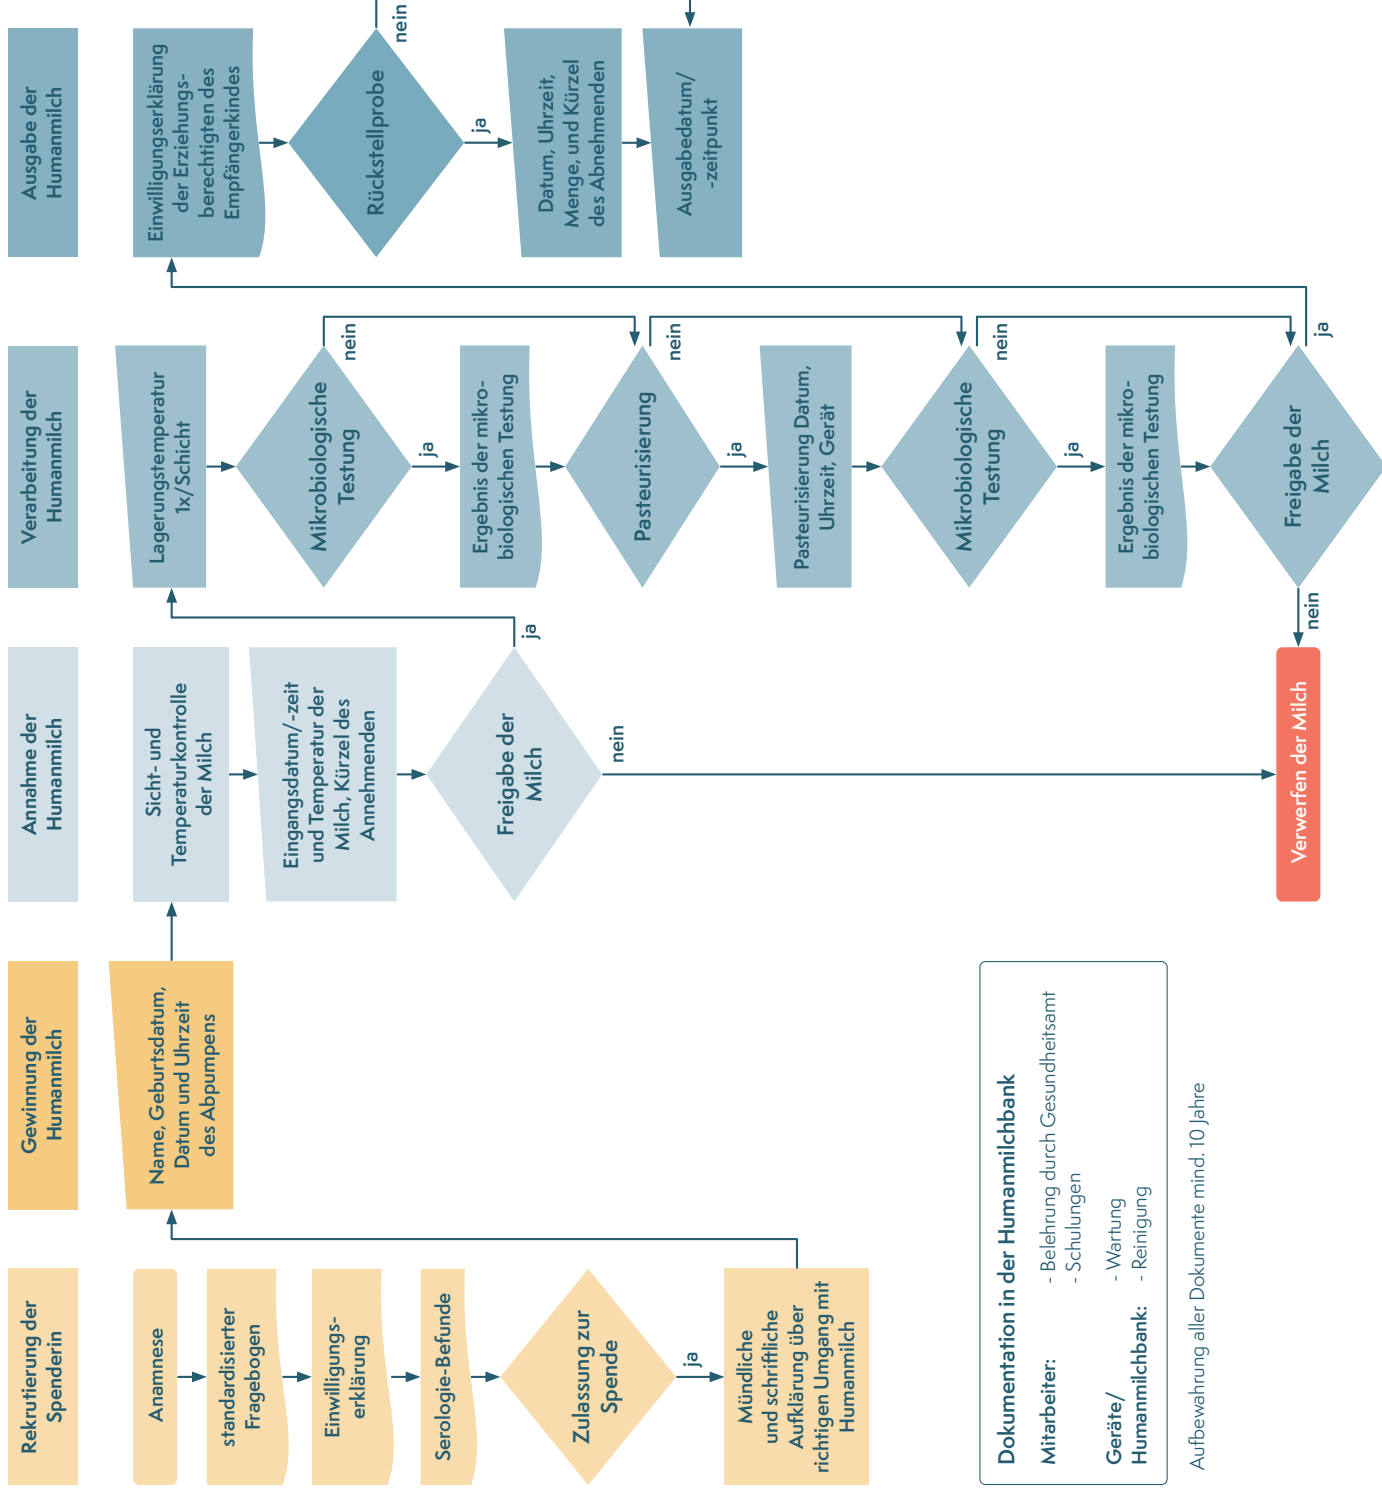 Rekrutierung der
Spenderin
Anamnese
standardisierter
Fragebogen
Einwilligungs-
erklärung
Serologie-Befunde
Zulassung zur
Spende
ja
Mündliche
und schriftliche
Aufklärung über
richtigen Umgang mit
Humanmilch
Gewinnung der
Humanmilch
Name, Geburtsdatum,
Datum und Uhrzeit
des Abpumpens
Annahme der
Humanmilch
Sicht- und
Temperaturkontrolle
der Milch
Eingangsdatum/-zeit
und Temperatur der
Milch, Kürzel des
Annehmenden
Freigabe der
Milch
ja
nein
Verwerfen der Milch
Verarbeitung der
Humanmilch
Lagerungstemperatur
1x/Schicht
Mikrobiologische
Testung
nein
ja
Ergebnis der mikro-
biologischen Testung
Pasteurisierung
nein
ja
Pasteurisierung Datum,
Uhrzeit, Gerät
Mikrobiologische
Testung
nein
ja
Ergebnis der mikro-
biologischen Testung
Freigabe der
Milch
ja
nein
Ausgabe der
Humanmilch
Einwilligungserklärung
der Erziehungs-
berechtigten des
Empfängerkindes
Rückstellprobe
nein
ja
Datum, Uhrzeit,
Menge, und Kürzel
des Abnehmenden
Ausgabedatum/
-zeitpunkt
Dokumentation in der Humanmilchbank
Mitarbeiter: - Belehrung durch Gesundheitsamt
- Schulungen
Geräte/ - Wartung
Humanmilchbank: - Reinigung
Aufbewahrung aller Dokumente mind. 10 Jahre